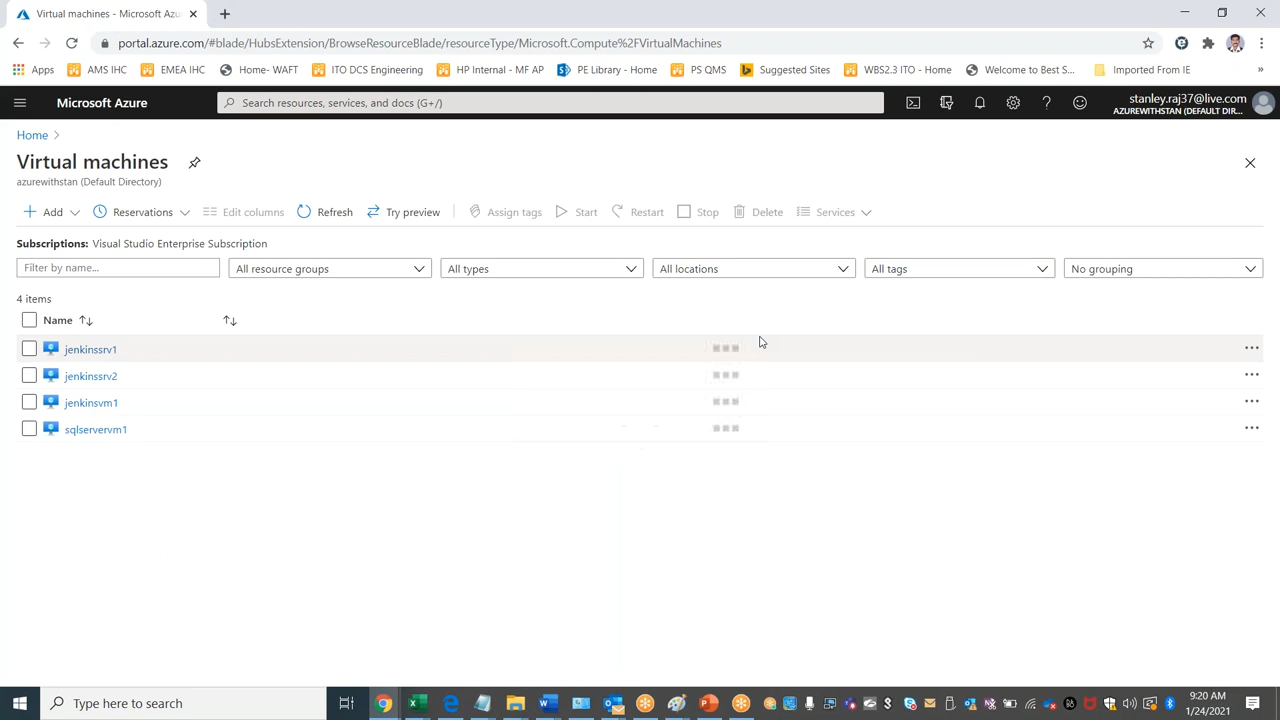 Virtual machines - Microsoft Azu
portal.azure.com/#blade/HubsExtension/BrowseResourceBlade/resourceType/Microsoft.Compute%2FVirtualMachines
Apps AMS IHC EMEA IHC Home- WAFT ITO DCS Engineering HP Internal - MF AP PE Library - Home PS QMS Suggested Sites WBS2.3 ITO - Home Welcome to Best S... Imported From IE »
Microsoft Azure Search resources, services, and docs (G+/) stanley.raj37@live.com
AZUREWITHSTAN (DEFAULT DIR...
Home
Virtual machines
azurewithstan (Default Directory)
Add Reservations Edit columns Refresh Try preview Assign tags Start Restart Stop Delete Services
Subscriptions: Visual Studio Enterprise Subscription
Filter by name... All resource groups All types All locations All tags No grouping
4 items
Name
jenkinssrv1
jenkinssrv2
jenkinsvm1
sqlservervm1
Type here to search 9:20 AM
1/24/2021